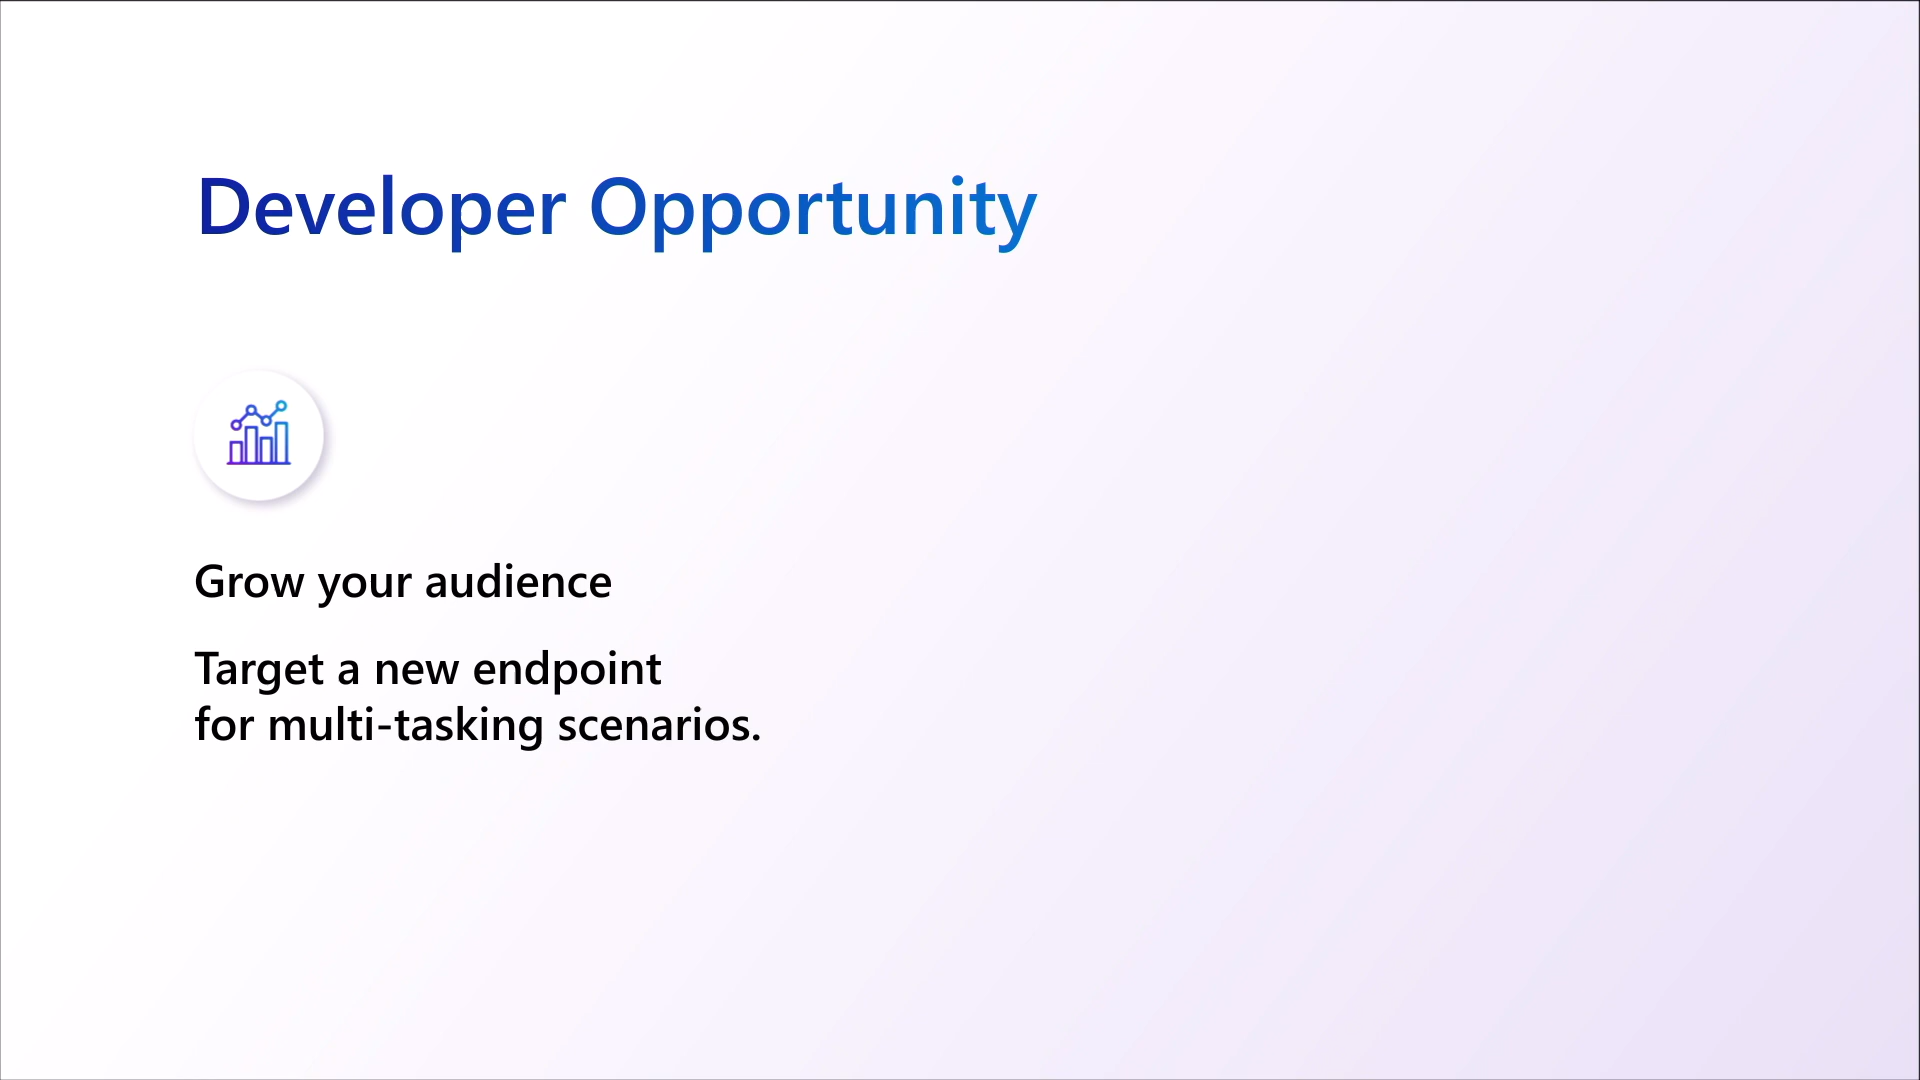 Developer Opportunity
Grow your audience
Target a new endpoint
for multi-tasking scenarios.